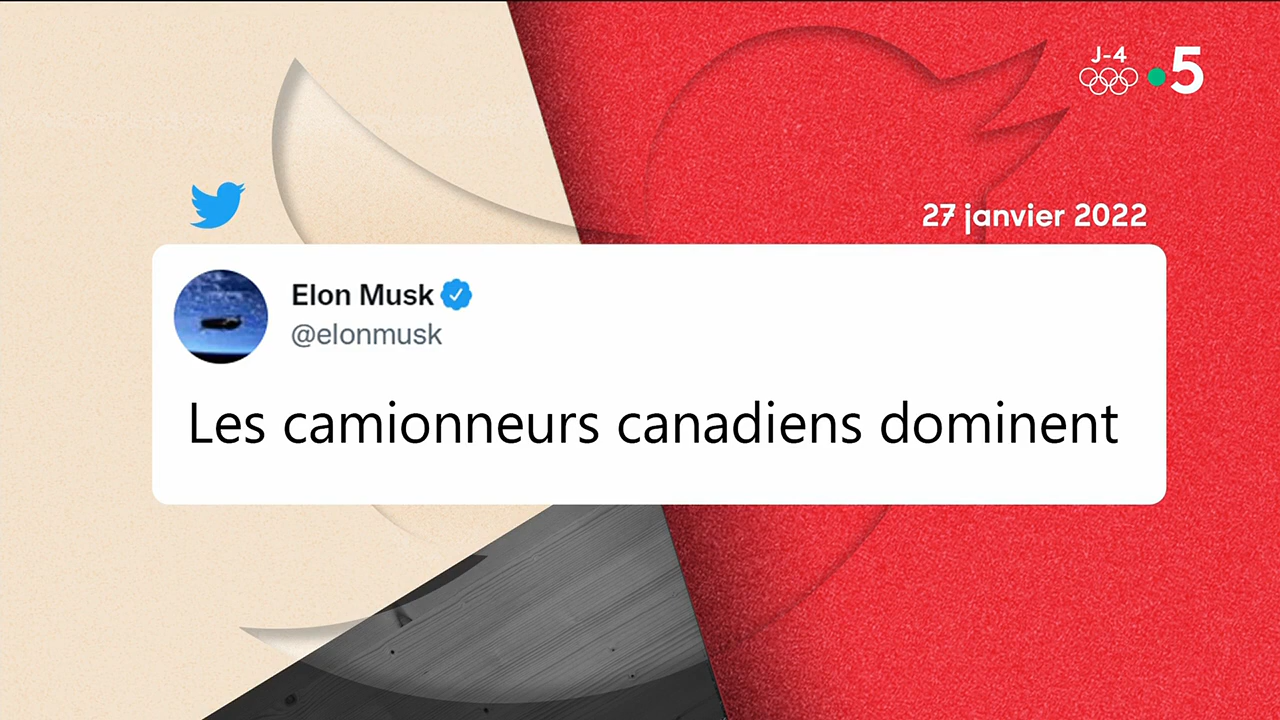 J-4
5
27 janvier 2022
Elon Musk
@elonmusk
Les camionneurs canadiens dominent